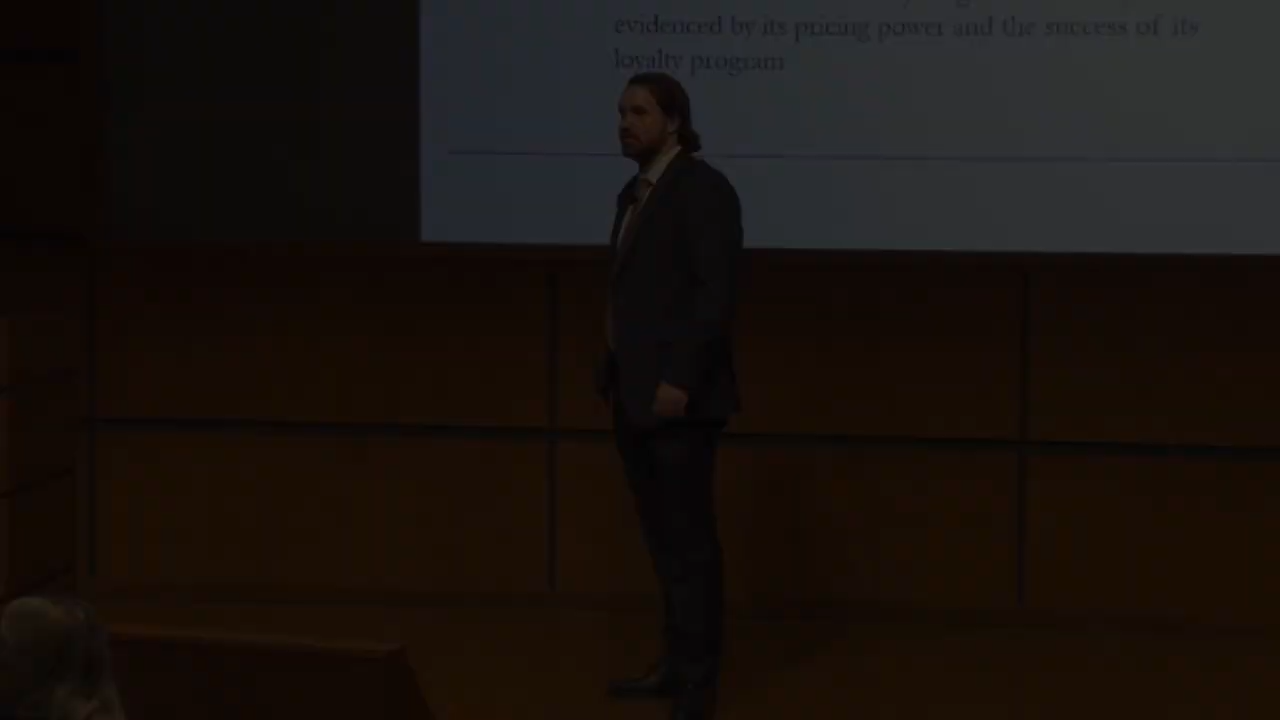 evidenced by its pricing power and the success of its
loyalty program